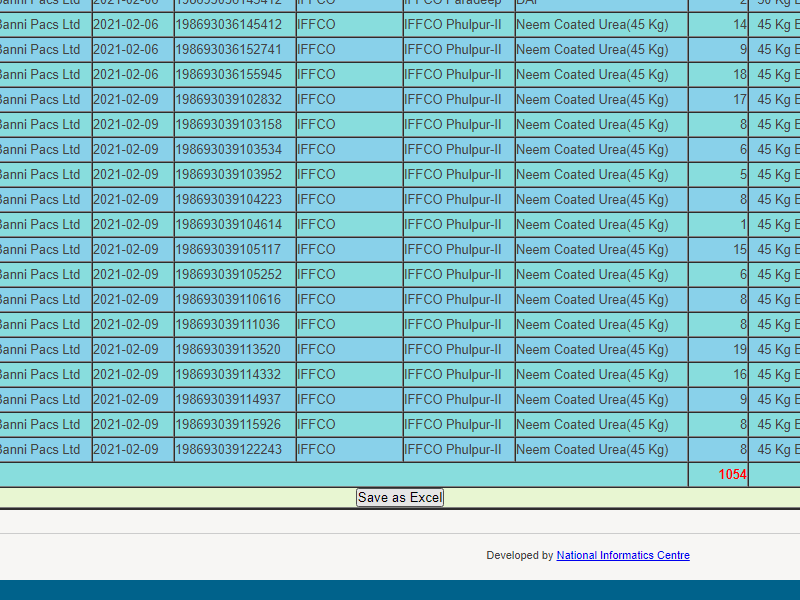 Banni Pacs Ltd 2021-02-06 198693036145412 IFFCO IFFCO Paradeep DAP 2 50 Kg
Banni Pacs Ltd 2021-02-06 198693036145412 IFFCO IFFCO Phulpur-II Neem Coated Urea(45 Kg) 14 45 Kg
Banni Pacs Ltd 2021-02-06 198693036152741 IFFCO IFFCO Phulpur-II Neem Coated Urea(45 Kg) 9 45 Kg
Banni Pacs Ltd 2021-02-06 198693036155945 IFFCO IFFCO Phulpur-II Neem Coated Urea(45 Kg) 18 45 Kg
Banni Pacs Ltd 2021-02-09 198693039102832 IFFCO IFFCO Phulpur-II Neem Coated Urea(45 Kg) 17 45 Kg
Banni Pacs Ltd 2021-02-09 198693039103158 IFFCO IFFCO Phulpur-II Neem Coated Urea(45 Kg) 8 45 Kg
Banni Pacs Ltd 2021-02-09 198693039103534 IFFCO IFFCO Phulpur-II Neem Coated Urea(45 Kg) 6 45 Kg
Banni Pacs Ltd 2021-02-09 198693039103952 IFFCO IFFCO Phulpur-II Neem Coated Urea(45 Kg) 5 45 Kg
Banni Pacs Ltd 2021-02-09 198693039104223 IFFCO IFFCO Phulpur-II Neem Coated Urea(45 Kg) 8 45 Kg
Banni Pacs Ltd 2021-02-09 198693039104614 IFFCO IFFCO Phulpur-II Neem Coated Urea(45 Kg) 1 45 Kg
Banni Pacs Ltd 2021-02-09 198693039105117 IFFCO IFFCO Phulpur-II Neem Coated Urea(45 Kg) 15 45 Kg
Banni Pacs Ltd 2021-02-09 198693039105252 IFFCO IFFCO Phulpur-II Neem Coated Urea(45 Kg) 6 45 Kg
Banni Pacs Ltd 2021-02-09 198693039110616 IFFCO IFFCO Phulpur-II Neem Coated Urea(45 Kg) 8 45 Kg
Banni Pacs Ltd 2021-02-09 198693039111036 IFFCO IFFCO Phulpur-II Neem Coated Urea(45 Kg) 8 45 Kg
Banni Pacs Ltd 2021-02-09 198693039113520 IFFCO IFFCO Phulpur-II Neem Coated Urea(45 Kg) 19 45 Kg
Banni Pacs Ltd 2021-02-09 198693039114332 IFFCO IFFCO Phulpur-II Neem Coated Urea(45 Kg) 16 45 Kg
Banni Pacs Ltd 2021-02-09 198693039114937 IFFCO IFFCO Phulpur-II Neem Coated Urea(45 Kg) 9 45 Kg
Banni Pacs Ltd 2021-02-09 198693039115926 IFFCO IFFCO Phulpur-II Neem Coated Urea(45 Kg) 8 45 Kg
Banni Pacs Ltd 2021-02-09 198693039122243 IFFCO IFFCO Phulpur-II Neem Coated Urea(45 Kg) 8 45 Kg
1054
Save as Excel
Developed by National Informatics Centre